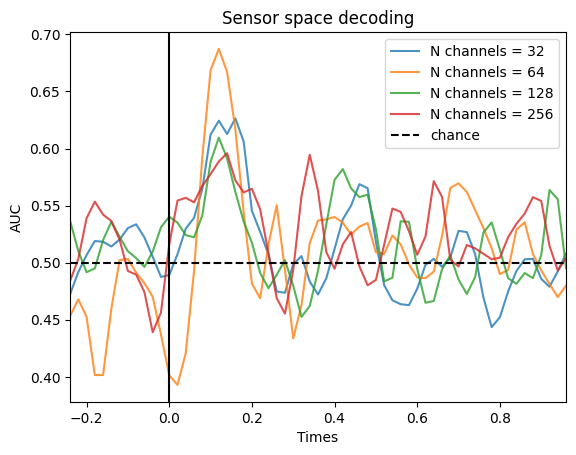 Sensor space decoding
0.70
0.65
0.60
0.55
0.50
0.45
0.40
AUC
N channels = 32
N channels = 64
N channels = 128
N channels = 256
chance
−0.2
0.0
0.2
0.4
0.6
0.8
Times